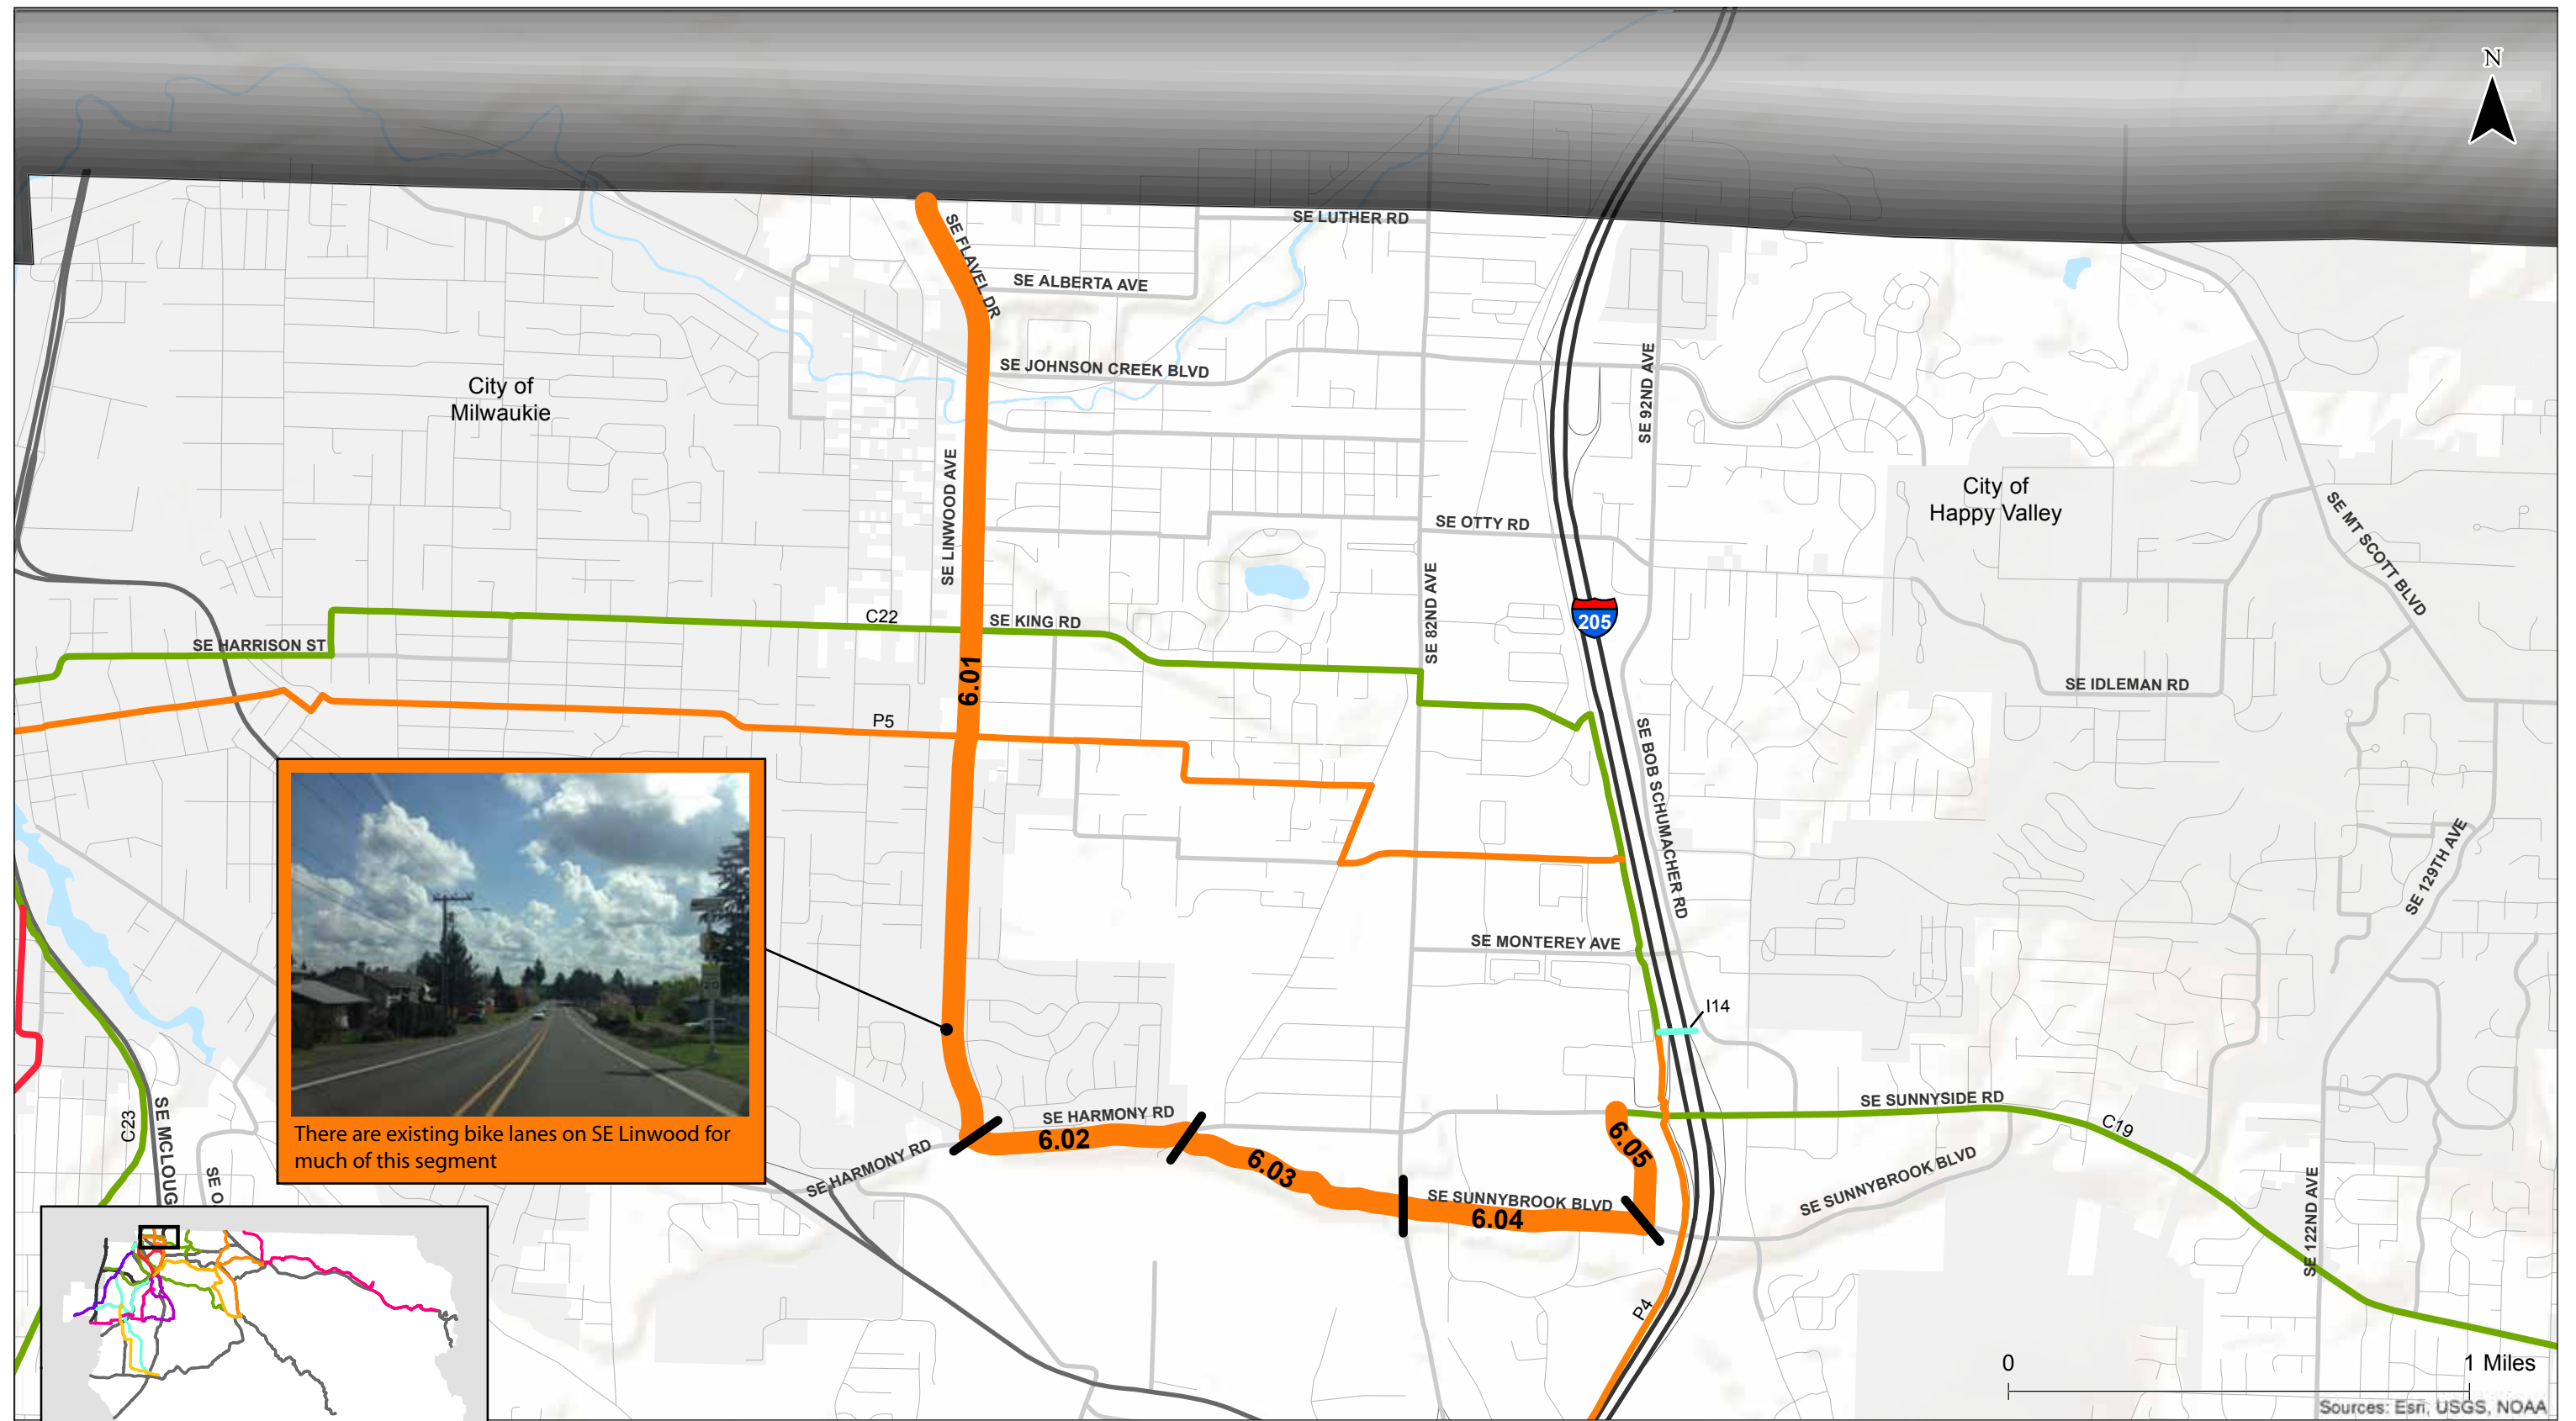 N
SE LUTHER RD
SE FLAVEL DR
SE ALBERTA AVE
SE JOHNSON CREEK BLVD
SE 92ND AVE
City of
Milwaukie
SE LINWOOD AVE
City of
Happy Valley
SE OTTY RD
SE MT SCOTT BLVD
SE 82ND AVE
205
C22
SE KING RD
SE HARRISON ST
6.01
SE IDLEMAN RD
P5
SE BOB SCHUMACHER RD
SE 129TH AVE
SE MONTEREY AVE
I14
SE SUNNYSIDE RD
C19
C23
SE MCLOUG
SE O
There are existing bike lanes on SE Linwood for
much of this segment
SE HARMONY RD
6.02
SE HARMONY RD
6.03
6.05
SE SUNNYBROOK BLVD
6.04
SE SUNNYBROOK BLVD
SE 122ND AVE
P4
0
1 Miles
Sources: Esri, USGS, NOAA